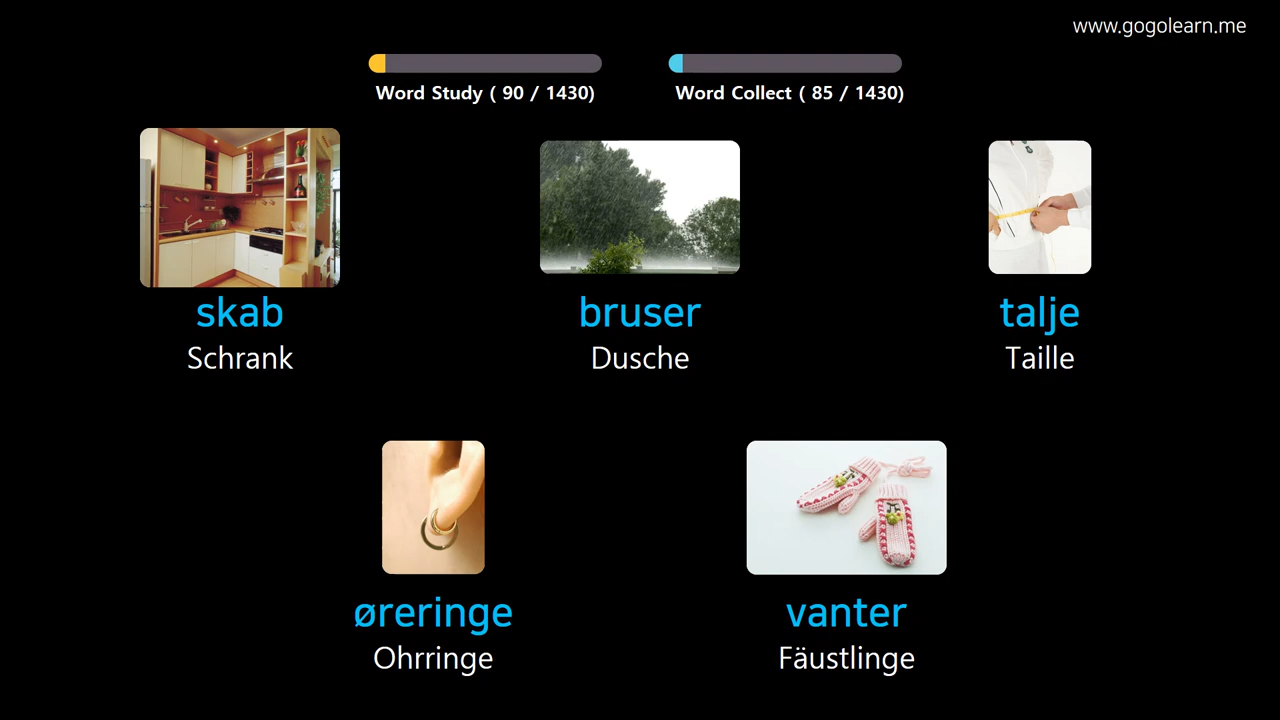 www.gogolearn.me
Word Study ( 90 / 1430)
Word Collect ( 85 / 1430)
skab
Schrank
bruser
Dusche
talje
Taille
øreringe
Ohrringe
vanter
Fäustlinge